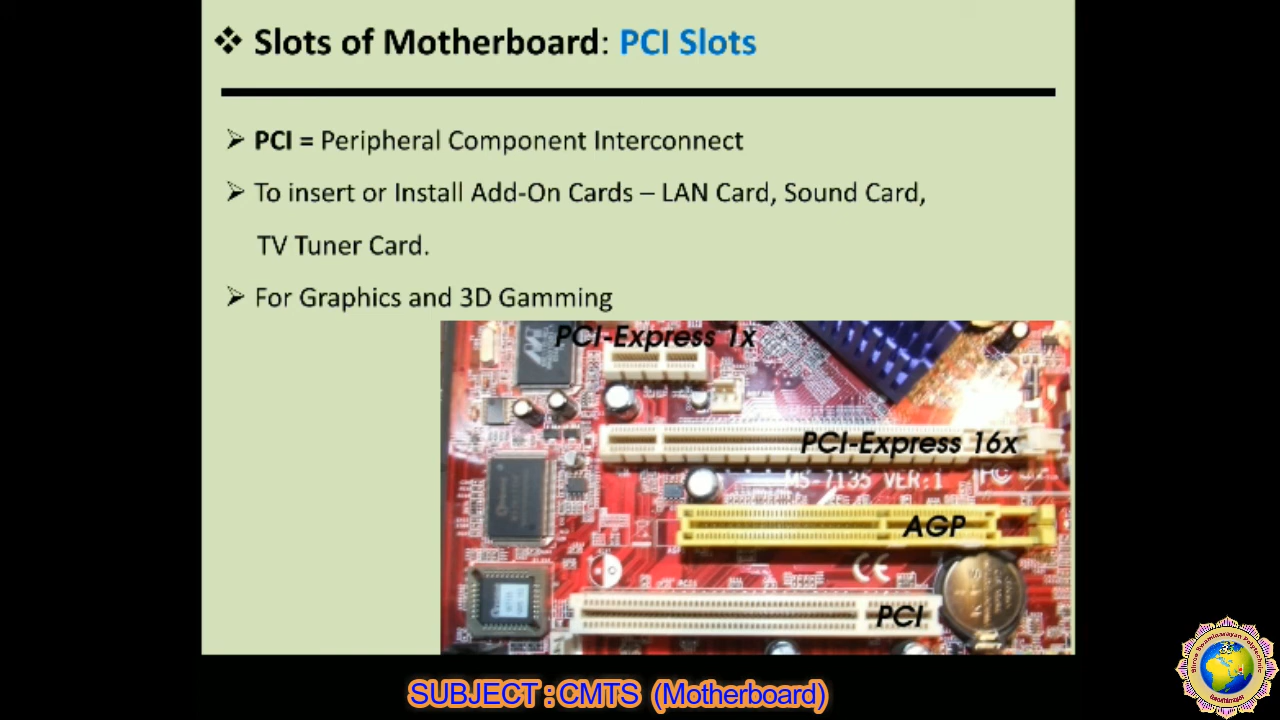 ❖ Slots of Motherboard: PCI Slots
➢ PCI = Peripheral Component Interconnect
➢ To insert or Install Add-On Cards – LAN Card, Sound Card,
TV Tuner Card.
➢ For Graphics and 3D Gamming
PCI-Express 1x
PCI-Express 16x
MS-7135 VER:1
AGP
CE
PCI
SUBJECT : CMTS (Motherboard)